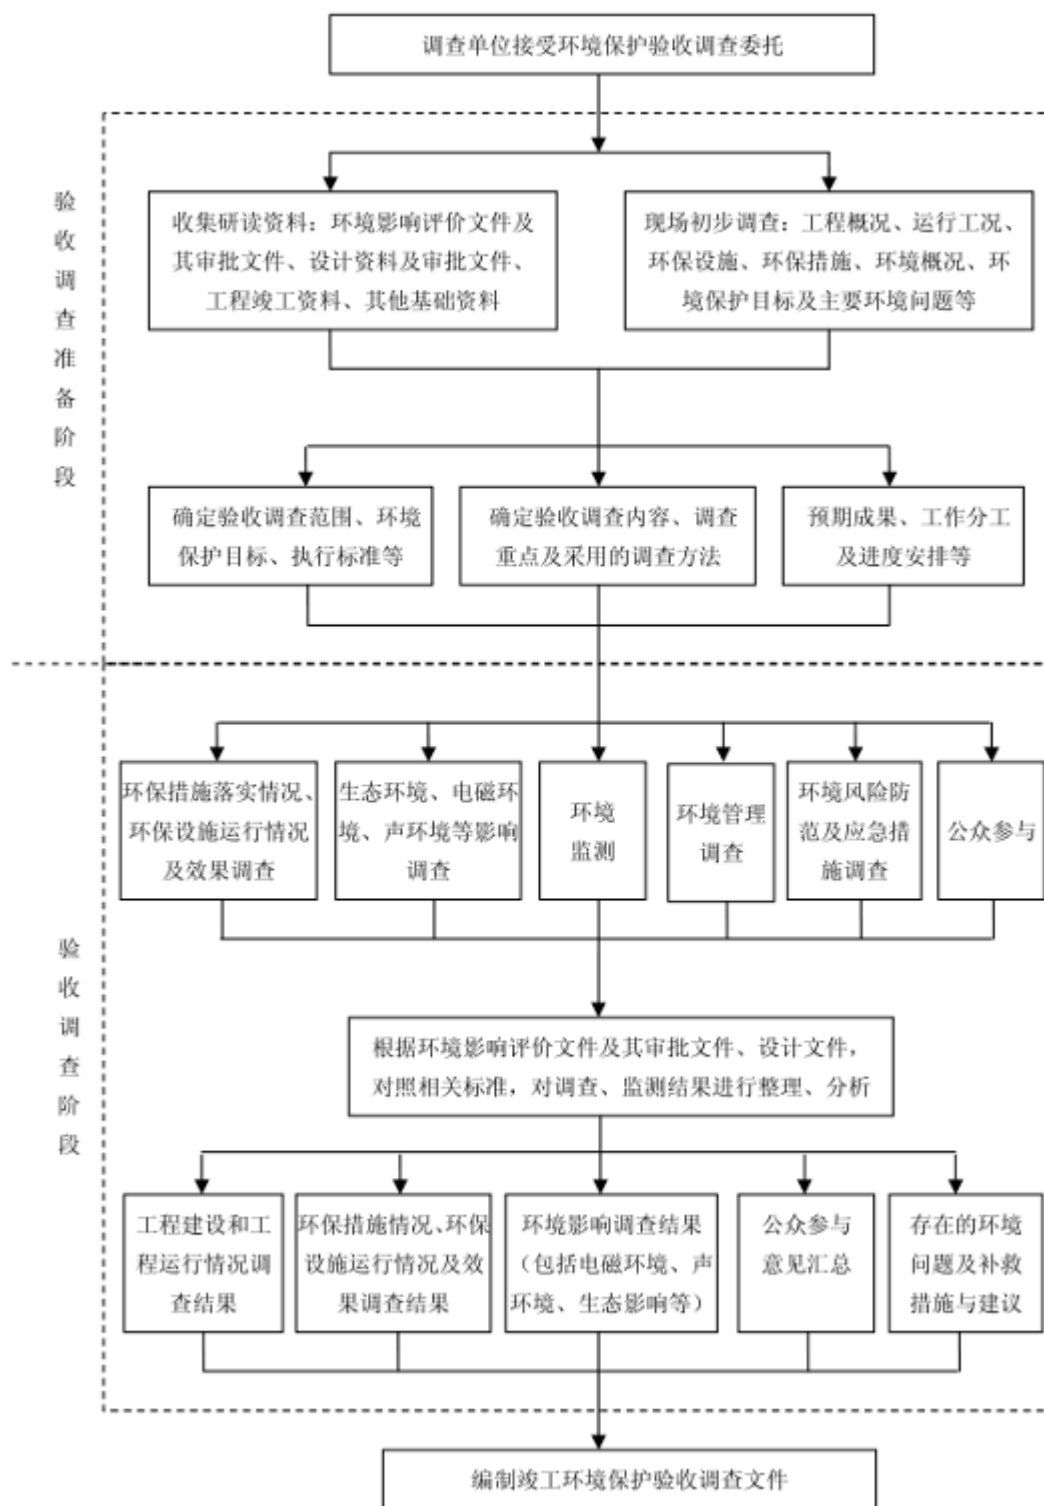 调查单位接受环境保护验收调查委托
验收调查准备阶段
收集研读资料：环境影响评价文件及
其审批文件、设计资料及审批文件、
工程竣工资料、其他基础资料
现场初步调查：工程概况、运行工况、
环保设施、环保措施、环境概况、环
境保护目标及主要环境问题等
确定验收调查范围、环境
保护目标、执行标准等
确定验收调查内容、调查
重点及采用的调查方法
预期成果、工作分工
及进度安排等
验收调查阶段
环保措施落实情况、
环保设施运行情况
及效果调查
生态环境、电磁环
境、声环境等影响
调查
环境
监测
环境管理
调查
环境风险防
范及应急措
施调查
公众参与
根据环境影响评价文件及其审批文件、设计文件，
对照相关标准，对调查、监测结果进行整理、分析
工程建设和工
程运行情况调
查结果
环保措施情况、环保
设施运行情况及效
果调查结果
环境影响调查结果
（包括电磁环境、声
环境、生态影响等）
公众参与
意见汇总
存在的环境
问题及补救
措施与建议
编制竣工环境保护验收调查文件